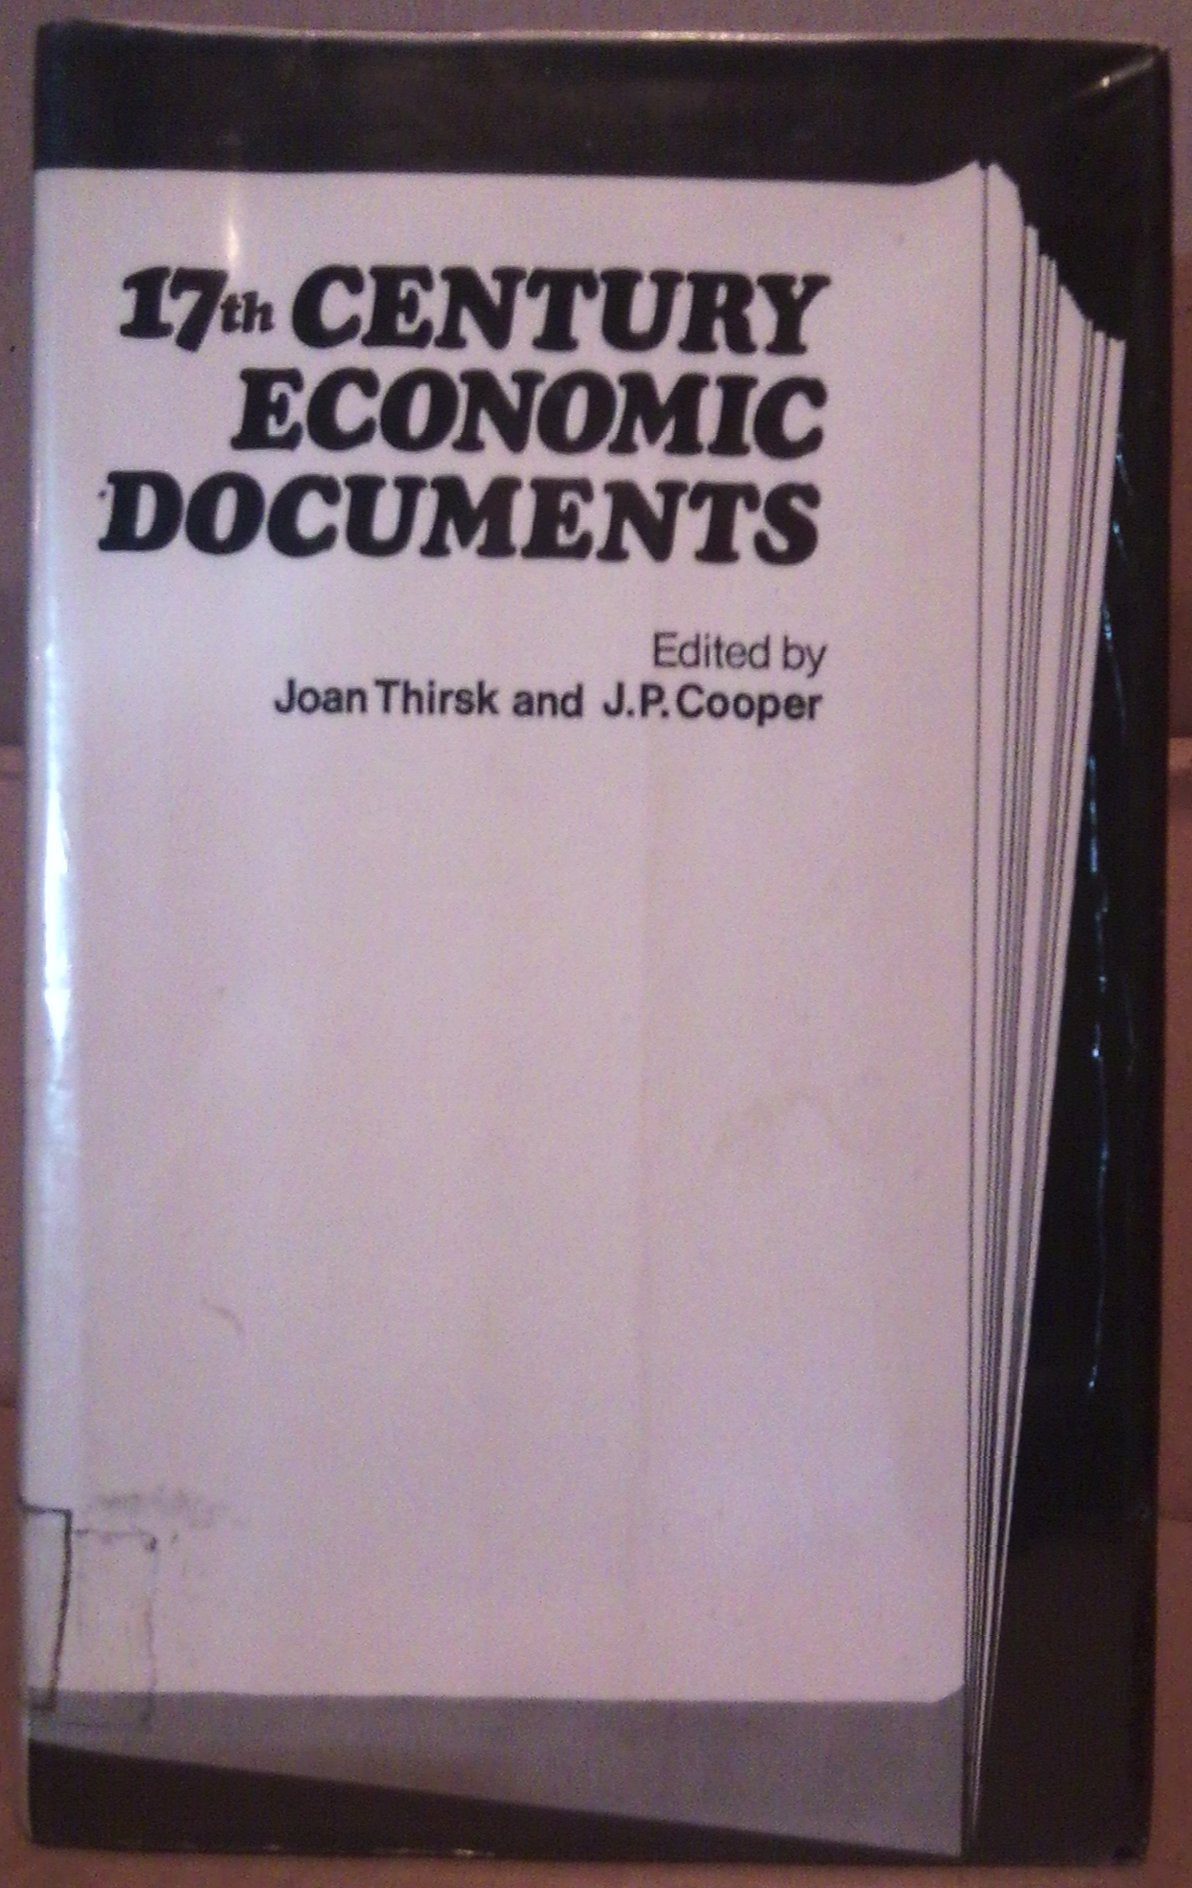 17th CENTURY
ECONOMIC
DOCUMENTS
Edited by
Joan Thirsk and J.P. Cooper